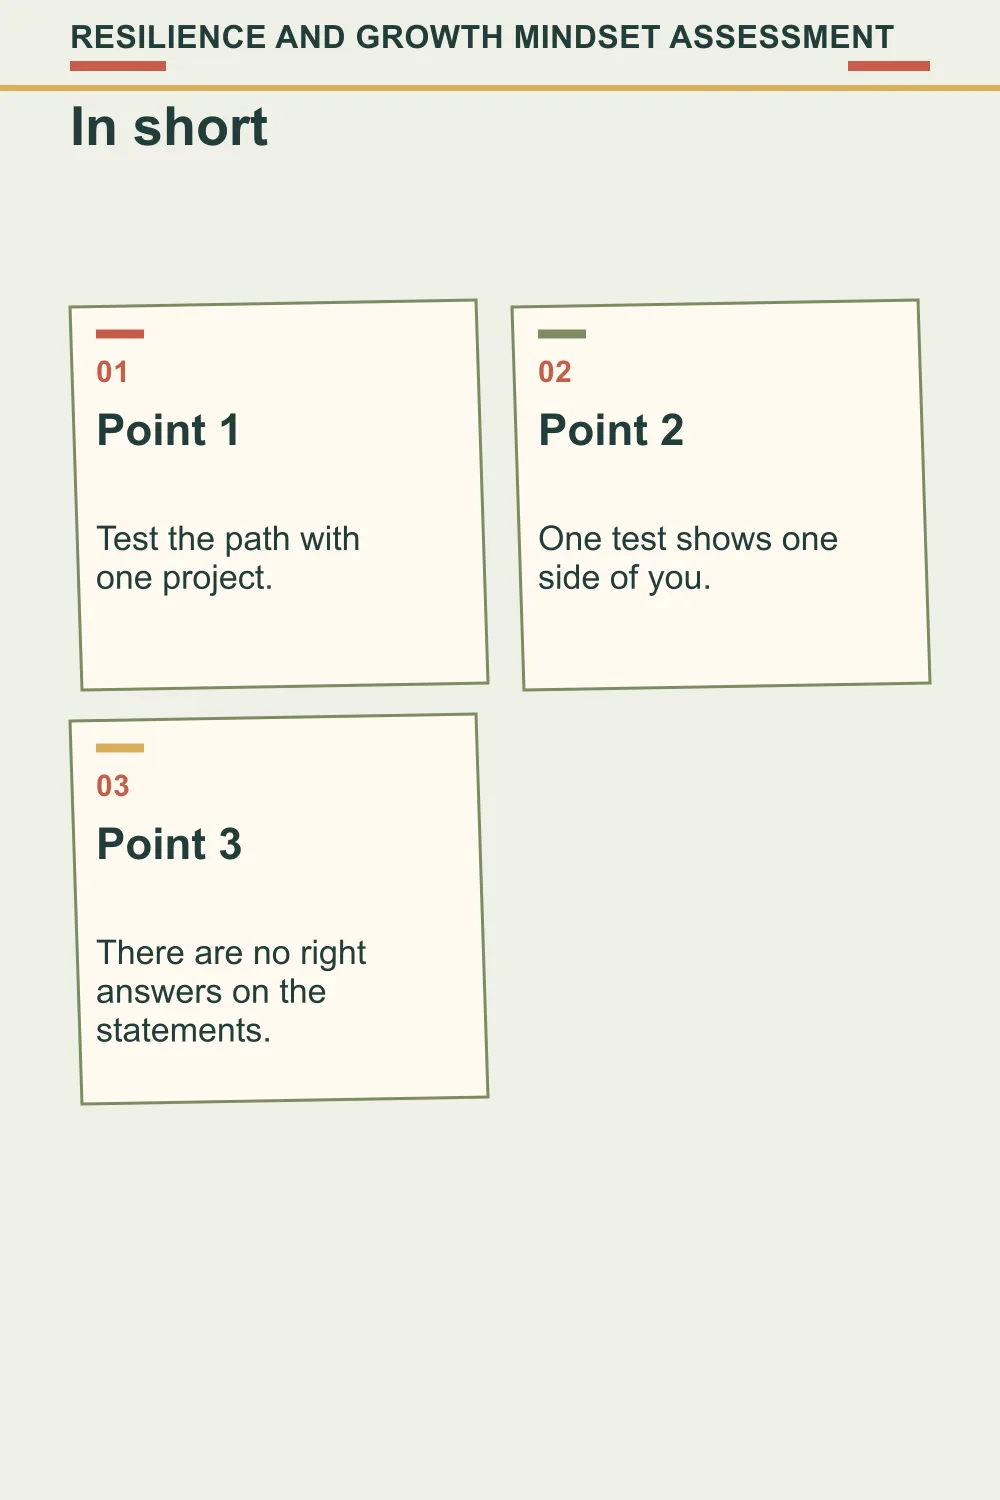 RESILIENCE AND GROWTH MINDSET ASSESSMENT
In short
01
Point 1
Test the path with
one project.
02
Point 2
One test shows one
side of you.
03
Point 3
There are no right
answers on the
statements.